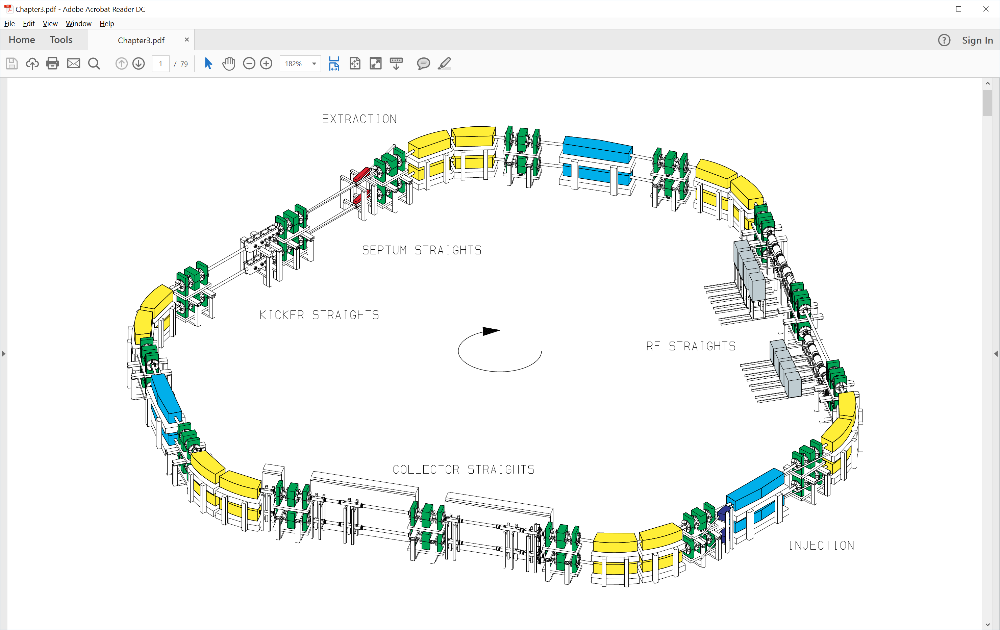 Chapter3.pdf - Adobe Acrobat Reader DC
File Edit View Window Help
Home Tools Chapter3.pdf × ? Sign In
1 / 79 182%
EXTRACTION
SEPTUM STRAIGHTS
KICKER STRAIGHTS
RF STRAIGHTS
COLLECTOR STRAIGHTS
INJECTION